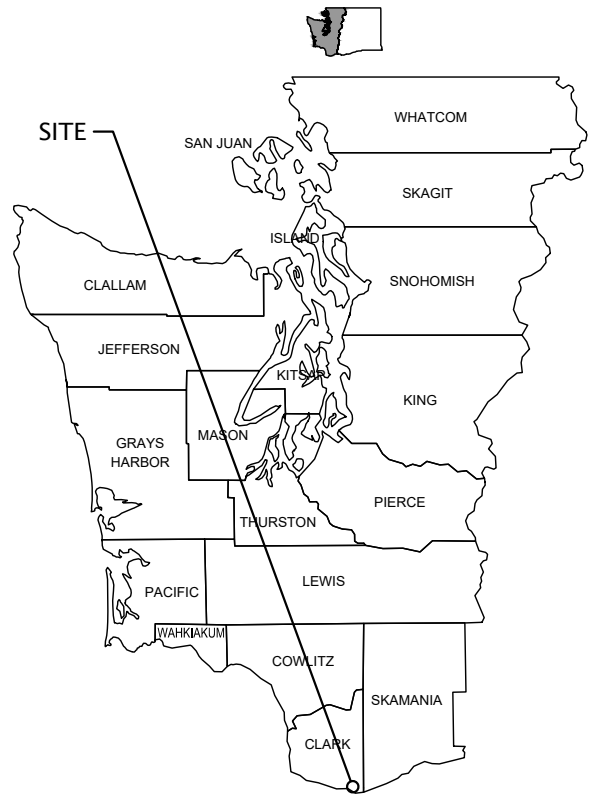 WHATCOM
SITE
SAN JUAN
SKAGIT
ISLAND
SNOHOMISH
CLALLAM
JEFFERSON
KITSAP
KING
GRAYS
HARBOR
MASON
PIERCE
THURSTON
LEWIS
PACIFIC
WAHKIAKUM
COWLITZ
SKAMANIA
CLARK